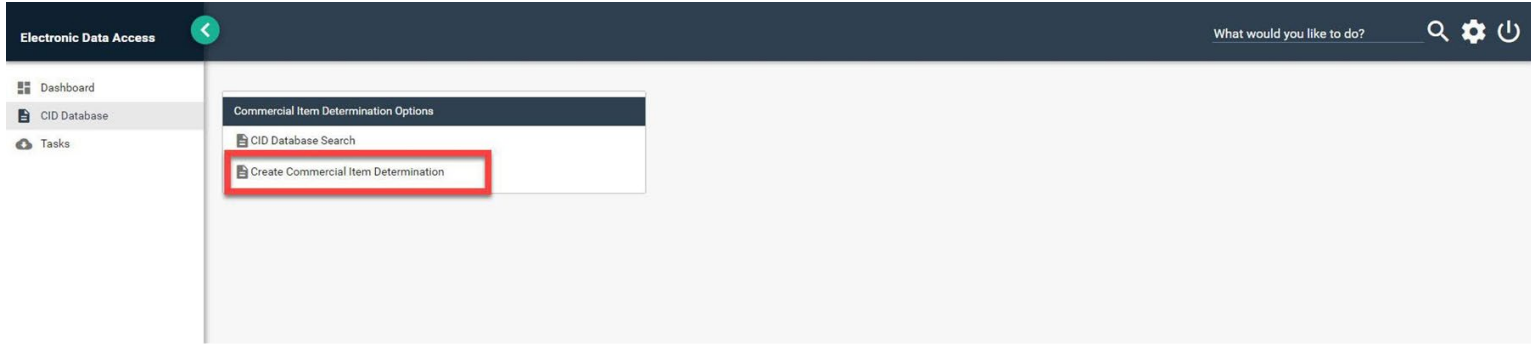 Electronic Data Access
What would you like to do?
Dashboard
CID Database
Tasks
Commercial Item Determination Options
CID Database Search
Create Commercial Item Determination